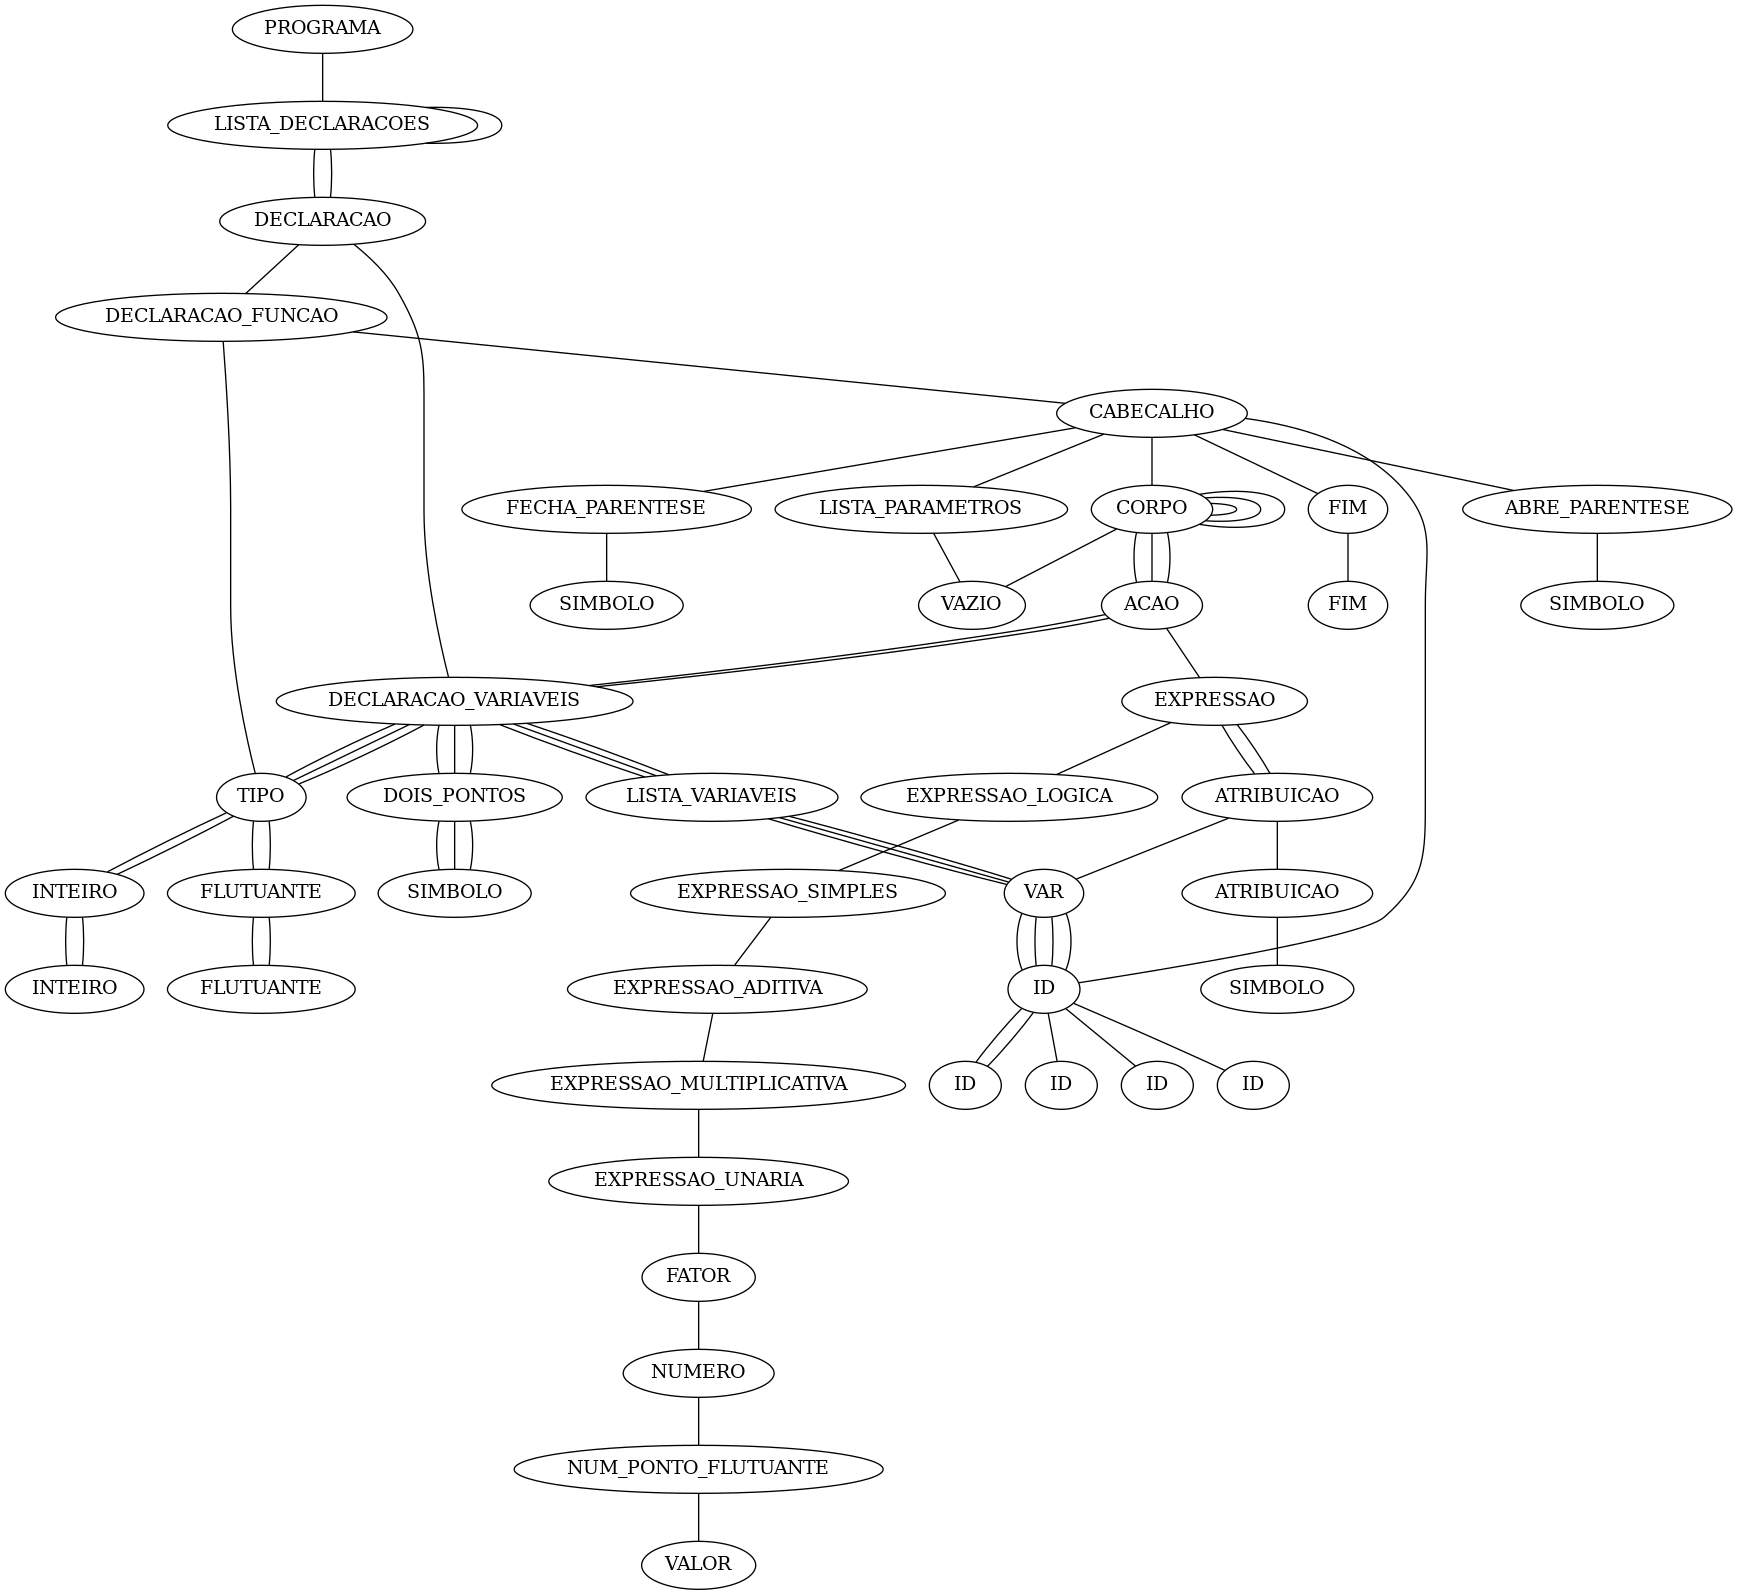 PROGRAMA
LISTA_DECLARACOES
DECLARACAO
DECLARACAO_FUNCAO
CABECALHO
FECHA_PARENTESE
LISTA_PARAMETROS
CORPO
FIM
ABRE_PARENTESE
SIMBOLO
VAZIO
ACAO
FIM
SIMBOLO
DECLARACAO_VARIAVEIS
EXPRESSAO
TIPO
DOIS_PONTOS
LISTA_VARIAVEIS
EXPRESSAO_LOGICA
ATRIBUICAO
INTEIRO
FLUTUANTE
SIMBOLO
EXPRESSAO_SIMPLES
VAR
ATRIBUICAO
INTEIRO
FLUTUANTE
EXPRESSAO_ADITIVA
ID
SIMBOLO
EXPRESSAO_MULTIPLICATIVA
ID
ID
ID
ID
EXPRESSAO_UNARIA
FATOR
NUMERO
NUM_PONTO_FLUTUANTE
VALOR